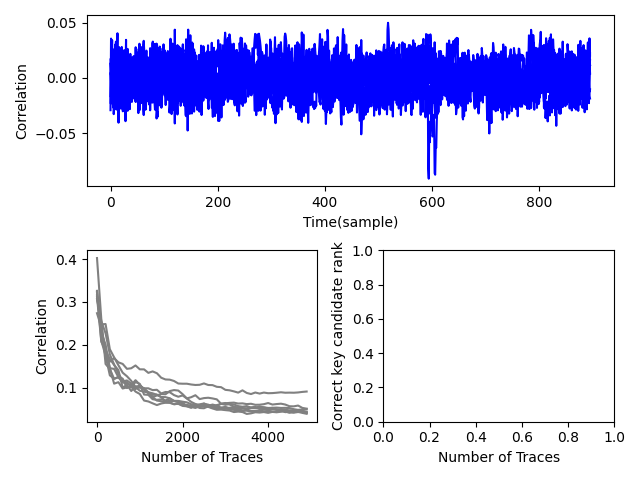 0.05
0.00
−0.05
Correlation
0 200 400 600 800
Time(sample)
0.4
0.3
0.2
0.1
Correlation
0 2000 4000
Number of Traces
1.0
0.8
0.6
0.4
0.2
0.0
Correct key candidate rank
0.0 0.2 0.4 0.6 0.8 1.0
Number of Traces